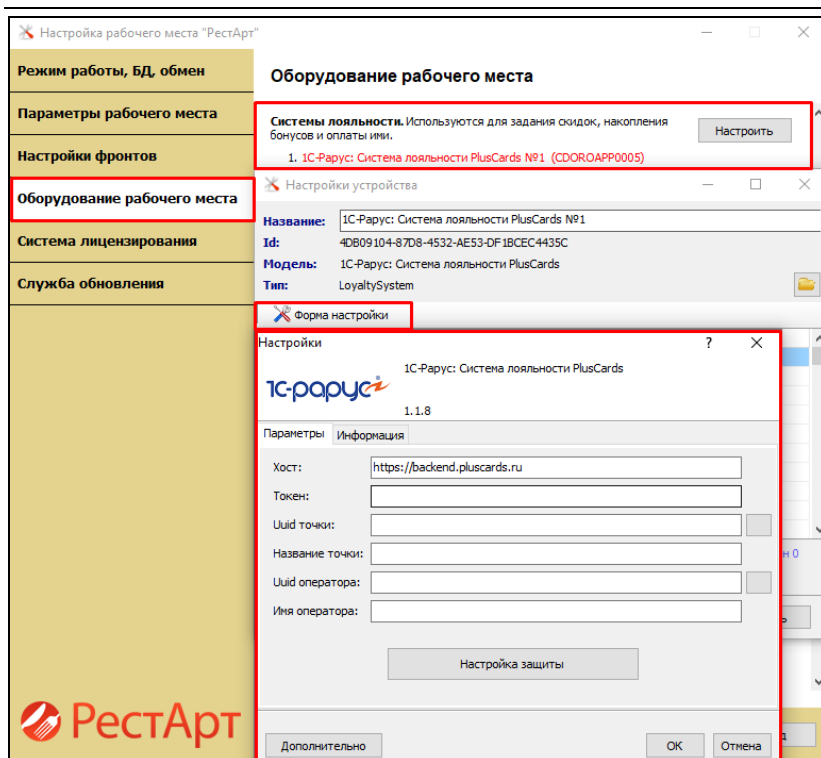 Настройка рабочего места "РестАрт"
Режим работы, БД, обмен
Параметры рабочего места
Настройки фронтов
Оборудование рабочего места
Система лицензирования
Служба обновления
РестАрт
Оборудование рабочего места
Системы лояльности. Используются для задания скидок, накопления
бонусов и оплаты ими.
Настроить
1. 1С-Рарус: Система лояльности PlusCards №1 (CDOROAPP0005)
Настройки устройства
Название: 1С-Рарус: Система лояльности PlusCards №1
Id: 4DB09104-87D8-4532-AE53-DF1BCEC4435C
Модель: 1С-Рарус: Система лояльности PlusCards
Тип: LoyaltySystem
Форма настройки
Настройки ?
1С-Рарус: Система лояльности PlusCards
1С-рарус
1.1.8
Параметры Информация
Хост: https://backend.pluscards.ru
Токен:
Uuid точки:
Название точки:
н 0
Uuid оператора:
Имя оператора:
ь
Настройка защиты
Дополнительно OK Отмена